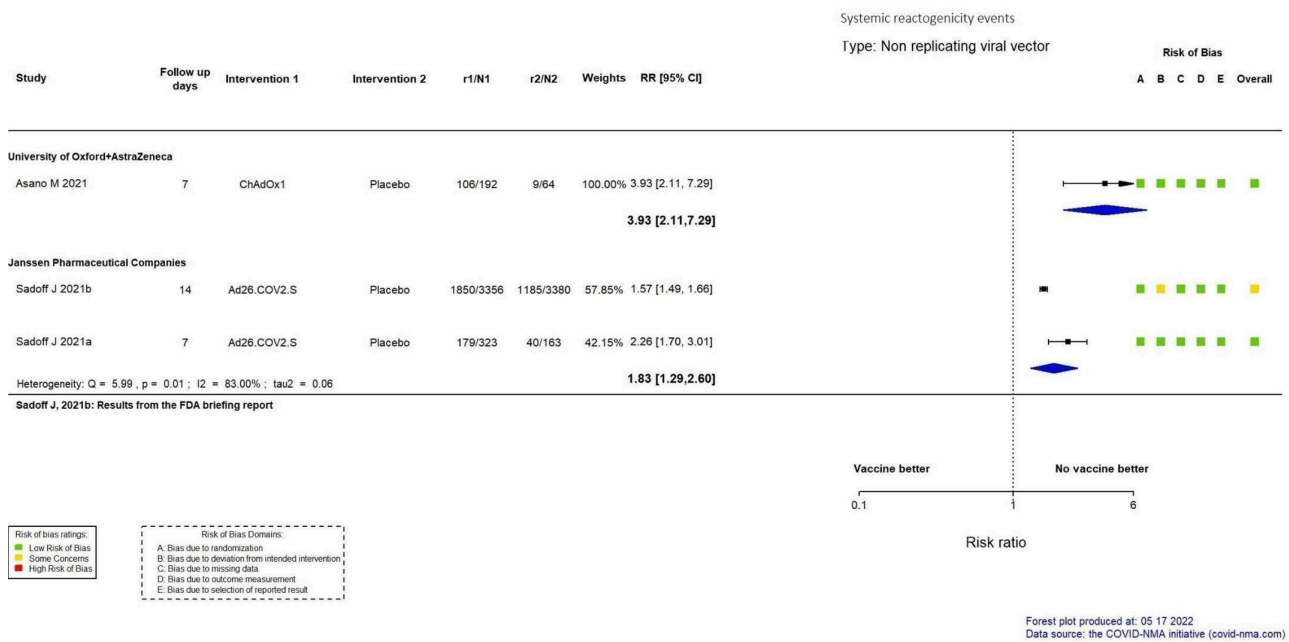 Systemic reactogenicity events
Type: Non replicating viral vector
Risk of Bias
Study Follow up days Intervention 1 Intervention 2 r1/N1 r2/N2 Weights RR [95% CI] A B C D E Overall
University of Oxford+AstraZeneca
Asano M 2021 7 ChAdOx1 Placebo 106/192 9/64 100.00% 3.93 [2.11, 7.29]
3.93 [2.11,7.29]
Janssen Pharmaceutical Companies
Sadoff J 2021b 14 Ad26.COV2.S Placebo 1850/3356 1185/3380 57.85% 1.57 [1.49, 1.66]
Sadoff J 2021a 7 Ad26.COV2.S Placebo 179/323 40/163 42.15% 2.26 [1.70, 3.01]
1.83 [1.29,2.60]
Heterogeneity: Q = 5.99 , p = 0.01 ; I2 = 83.00% ; tau2 = 0.06
Sadoff J, 2021b: Results from the FDA briefing report
Vaccine better No vaccine better
0.1 1 6
Risk ratio
Risk of bias ratings:
Low Risk of Bias
Some Concerns
High Risk of Bias
Risk of Bias Domains:
A: Bias due to randomization
B: Bias due to deviation from intended intervention
C: Bias due to missing data
D: Bias due to outcome measurement
E: Bias due to selection of reported result
Forest plot produced at: 05 17 2022
Data source: the COVID-NMA initiative (covid-nma.com)